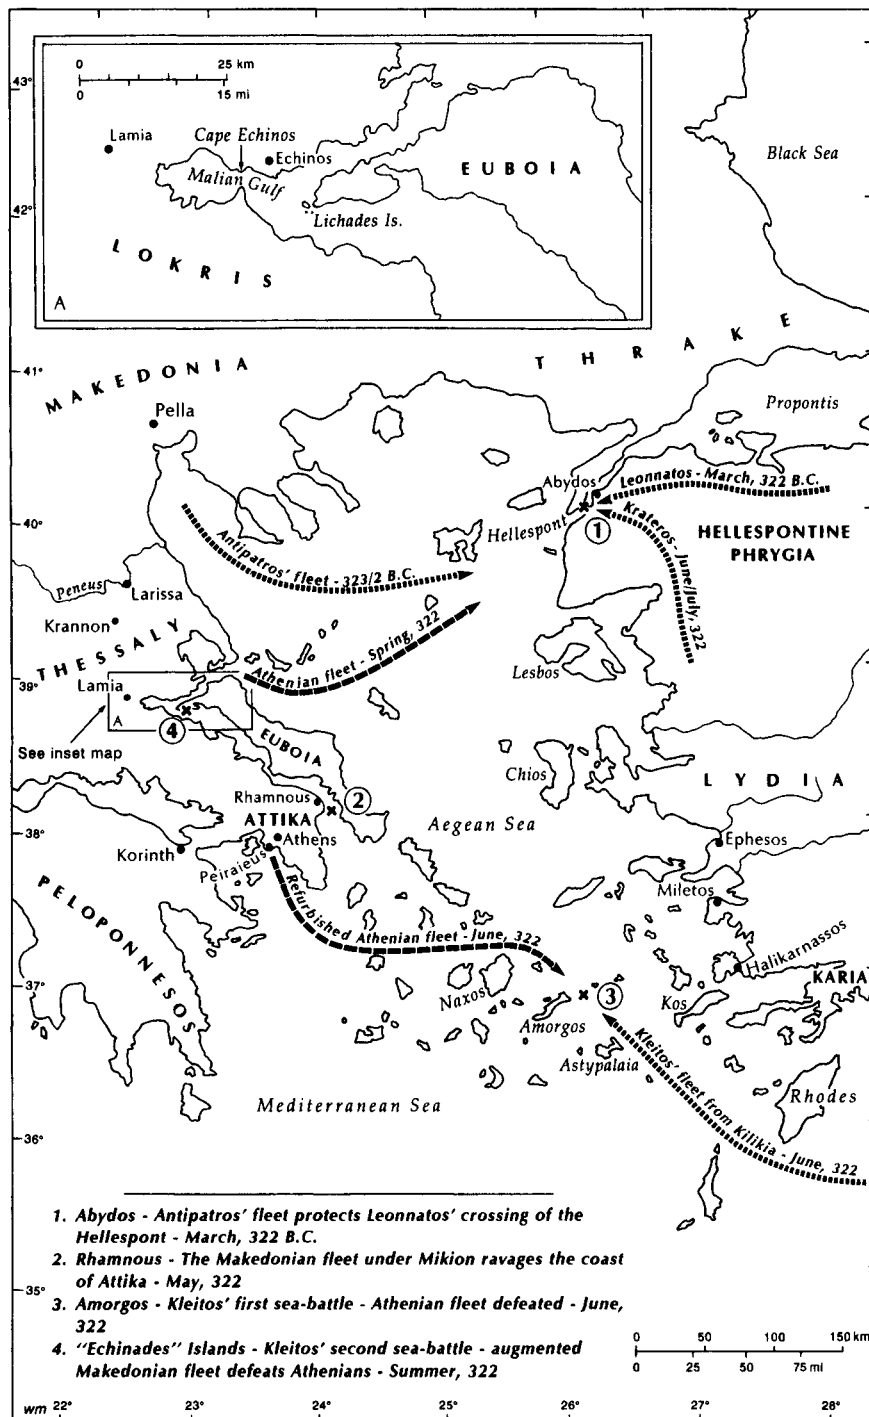 0 25 km
0 15 mi
Lamia
Cape Echinos
Echinos
Malian Gulf
EUBOIA
Lichades Is.
LOKRIS
A
Black Sea
43°
42°
41°
40°
39°
38°
37°
36°
35°
MAKEDONIA
THRAKE
Pella
Propontis
Abydos
Leonnatos - March, 322 B.C.
Hellespont
1
Krateros - June/July, 322
HELLESPONTINE
PHRYGIA
Antipatros' fleet - 323/2 B.C.
Peneus
Larissa
Krannon
THESSALY
Athenian fleet - Spring, 322
Lesbos
Lamia
A
4
See inset map
EUBOIA
Chios
LYDIA
Rhamnous
2
ATTIKA
Athens
Aegean Sea
Korinth
Peiraieus
Ephesos
Miletos
PELOPONNESOS
Refurbished Athenian fleet - June, 322
Halikarnassos
KARIA
Naxos
3
Kos
Amorgos
Astypalaia
Kleitos' fleet from Kilikia - June, 322
Rhodes
Mediterranean Sea
1. Abydos - Antipatros' fleet protects Leonnatos' crossing of the
Hellespont - March, 322 B.C.
2. Rhamnous - The Makedonian fleet under Mikion ravages the coast
of Attika - May, 322
3. Amorgos - Kleitos' first sea-battle - Athenian fleet defeated - June,
322
4. "Echinades" Islands - Kleitos' second sea-battle - augmented
Makedonian fleet defeats Athenians - Summer, 322
0 50 100 150 km
0 25 50 75 mi
wm 22° 23° 24° 25° 26° 27° 28°